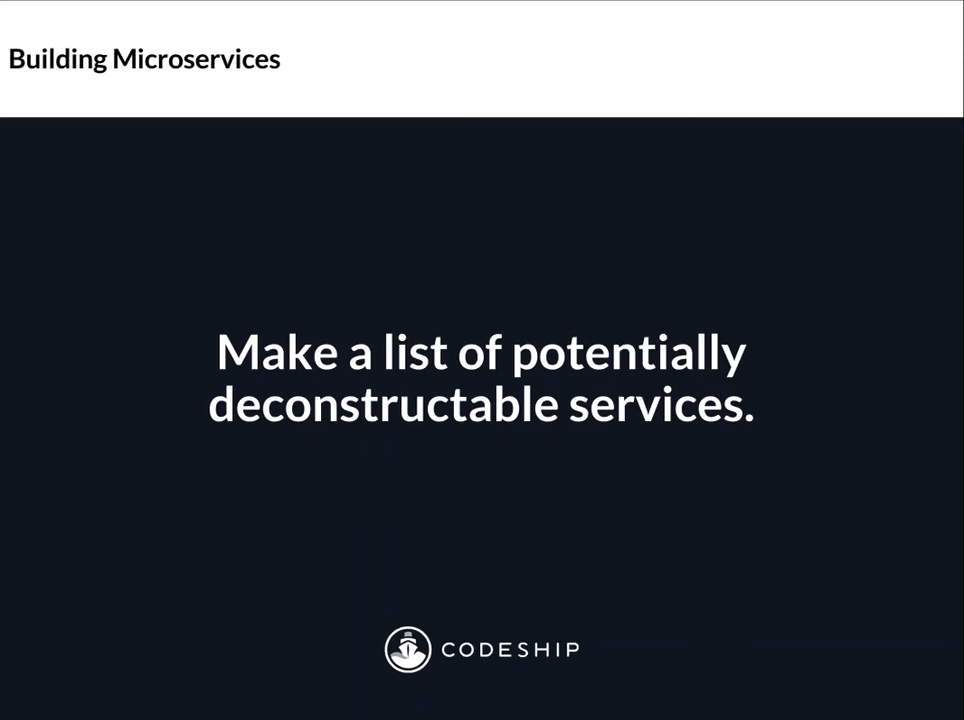 Building Microservices
Make a list of potentially
deconstructable services.
CODESHIP